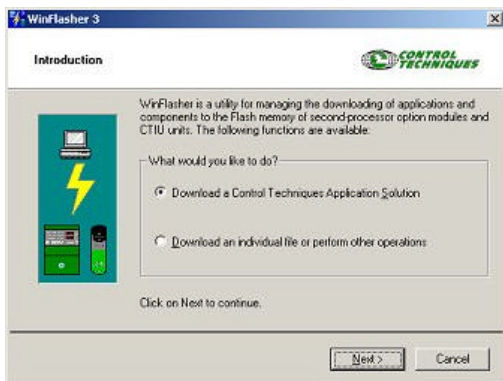 WinFlasher 3
Introduction
CONTROL
TECHNIQUES
WinFlasher is a utility for managing the downloading of applications and
components to the Flash memory of second-processor option modules and
CTIU units. The following functions are available:
What would you like to do?
Download a Control Techniques Application Solution
Download an individual file or perform other operations
Click on Next to continue.
Next >
Cancel